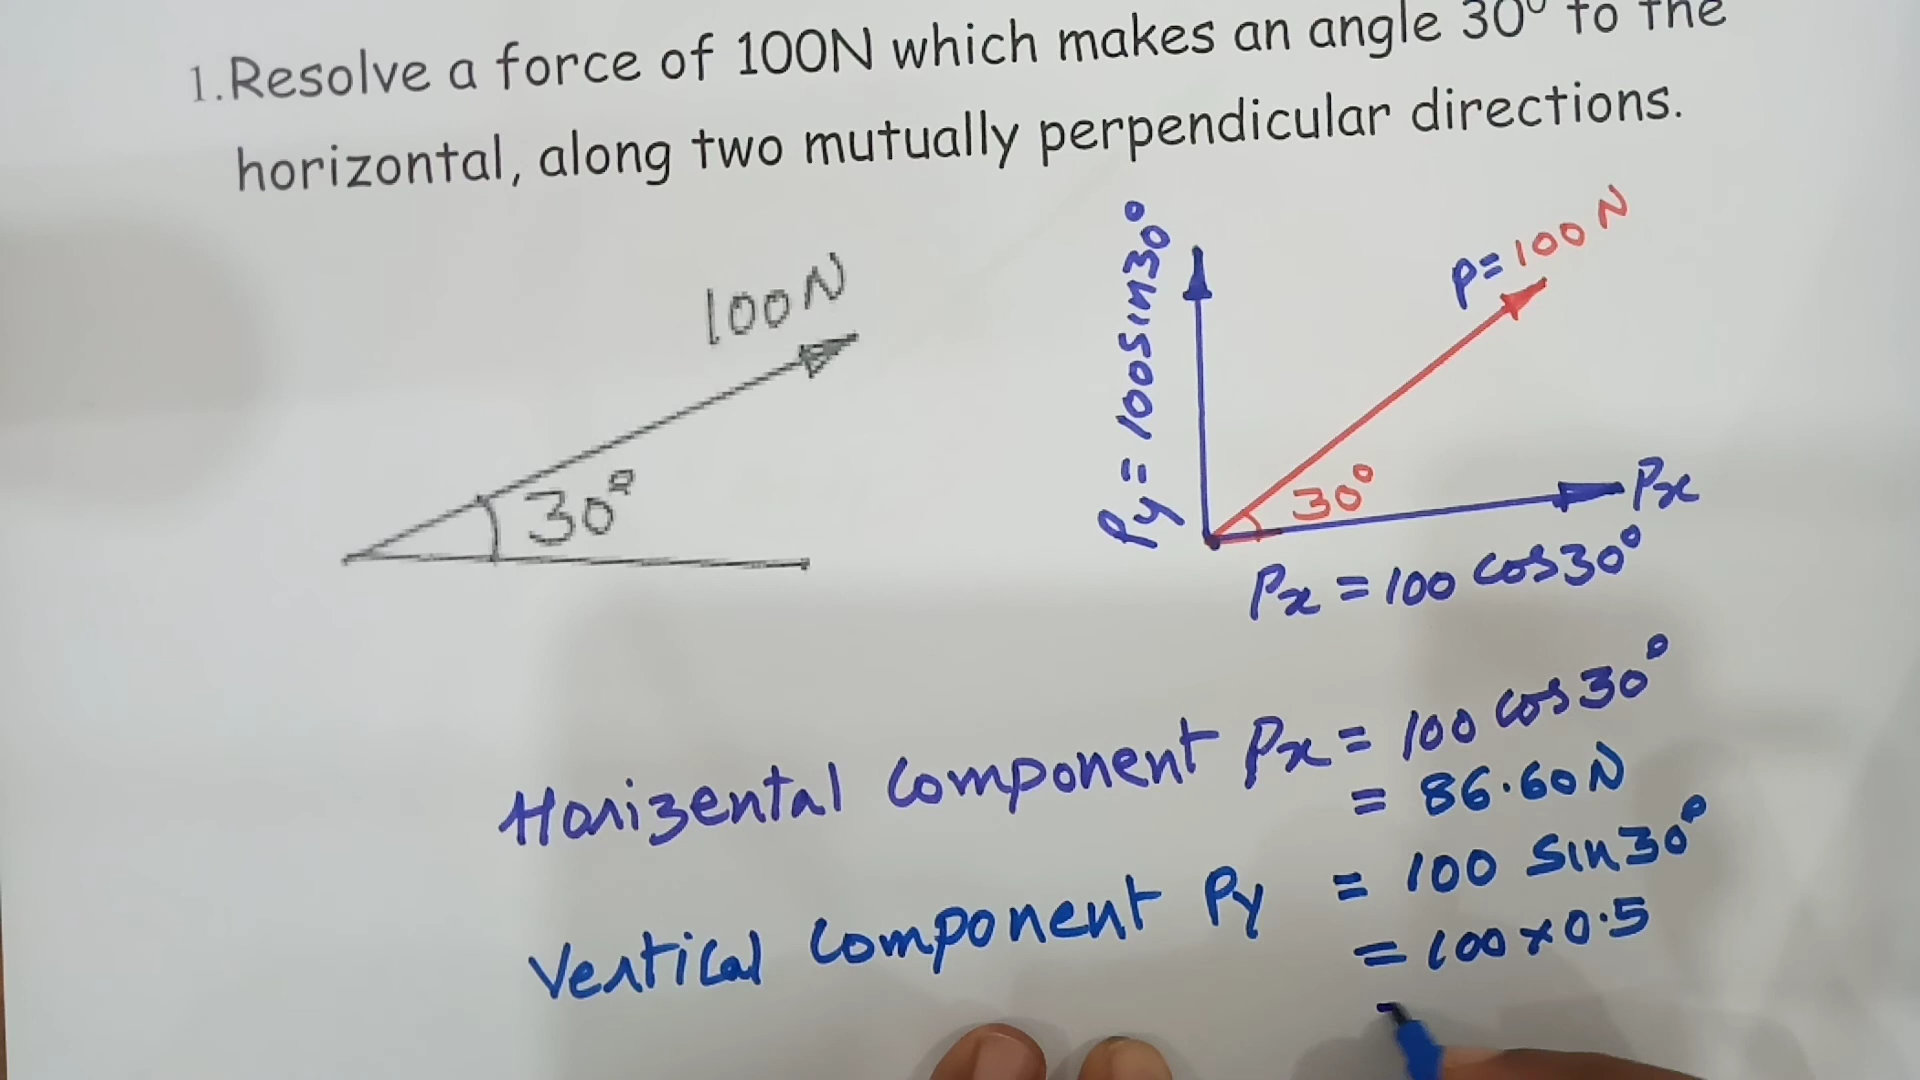 1.Resolve a force of 100N which makes an angle 30⁰ to the
horizontal, along two mutually perpendicular directions.
100N
30°
Py = 100sin30°
P=100N
30°
Px
Px = 100 cos30°
Horizental component Px = 100 cos30°
= 86.60N
Vertical component Py = 100 sin30°
= 100×0.5
=